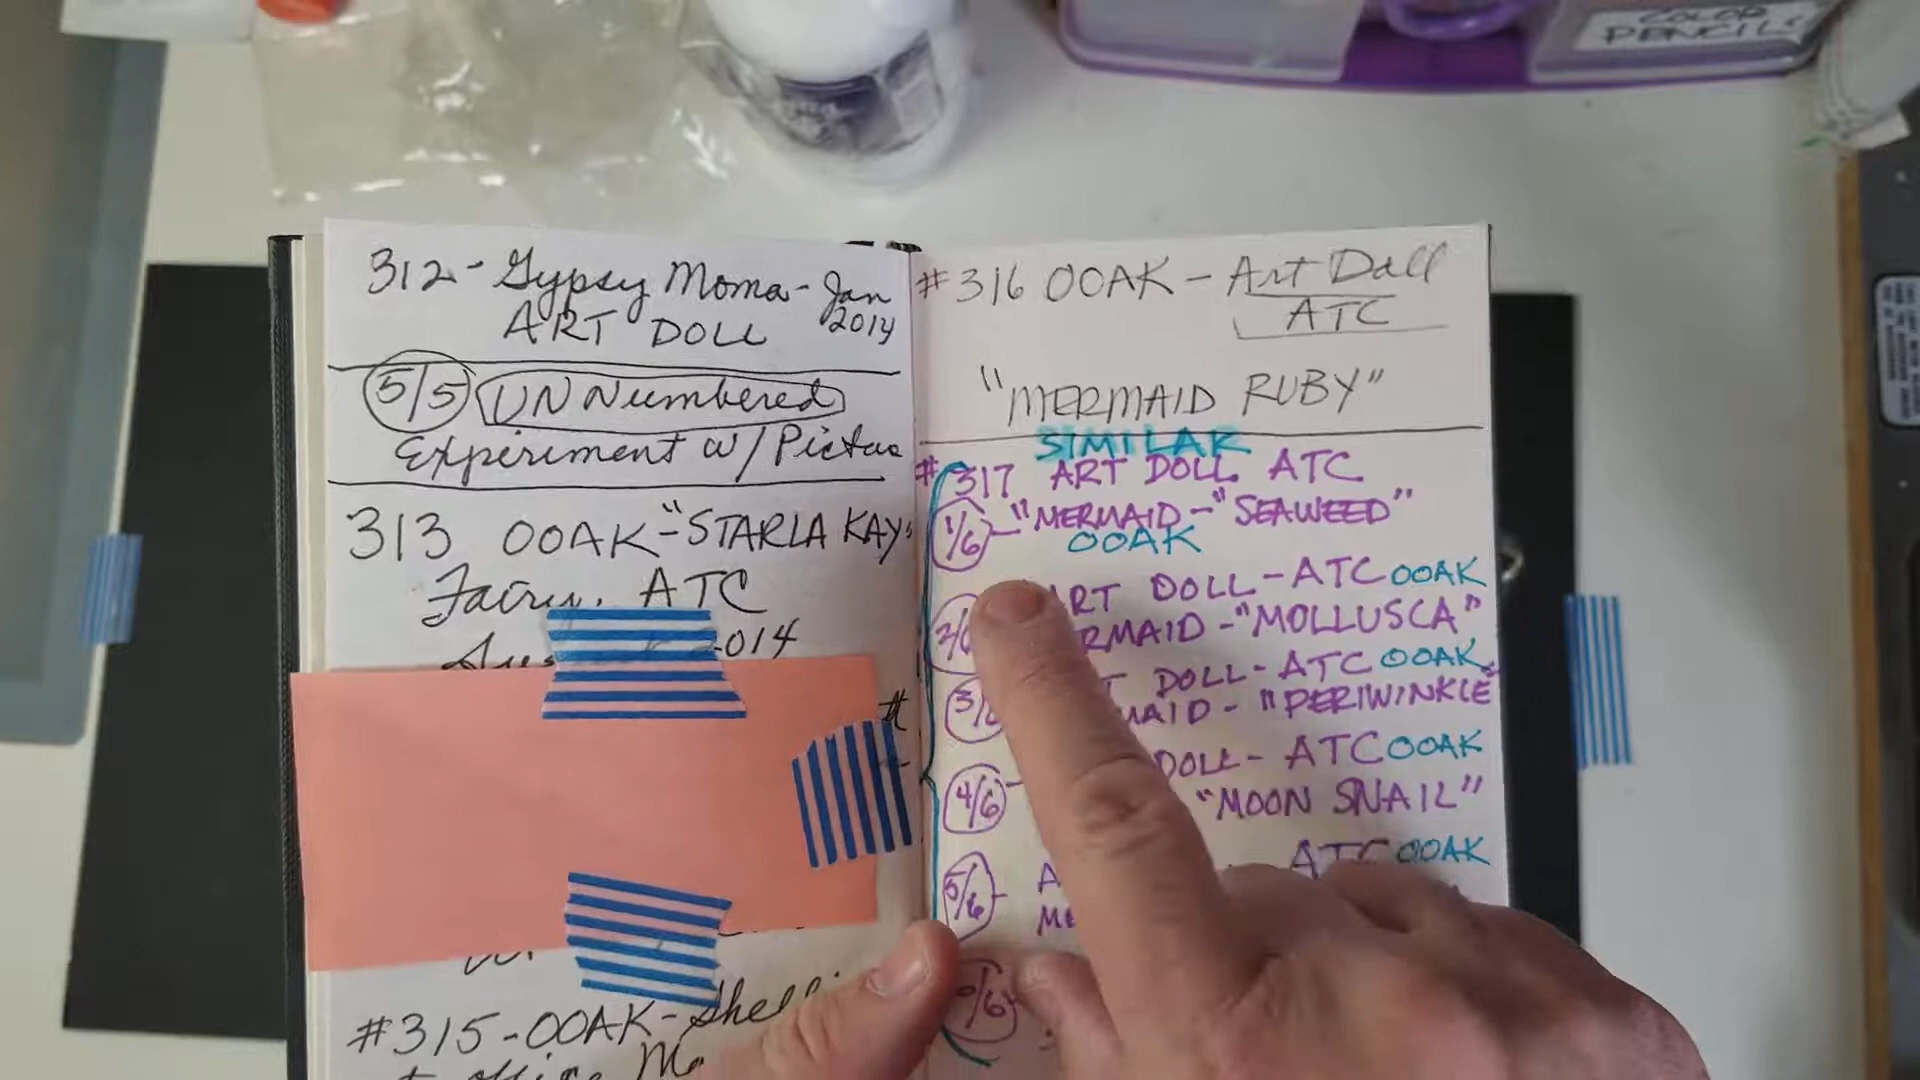 COLOR
PENCILS
312 - Gypsy Moma - Jan
2014
ART DOLL
5/5 UN Numbered
Experiment w/
313 OOAK - "STARLA KAY"
Fairy. ATC
2014
#315 - OOAK -
office
#316 OOAK - Art Doll
ATC
"MERMAID RUBY"
SIMILAR
#317 ART DOLL ATC
1/6 - "MERMAID - "SEAWEED"
OOAK
ART DOLL - ATC OOAK
"MOLLUSCA"
DOLL - ATC OOAK
"PERIWINKLE"
DOLL - ATC OOAK
4/6 - "MOON SNAIL"
ATC OOAK
5/6 -